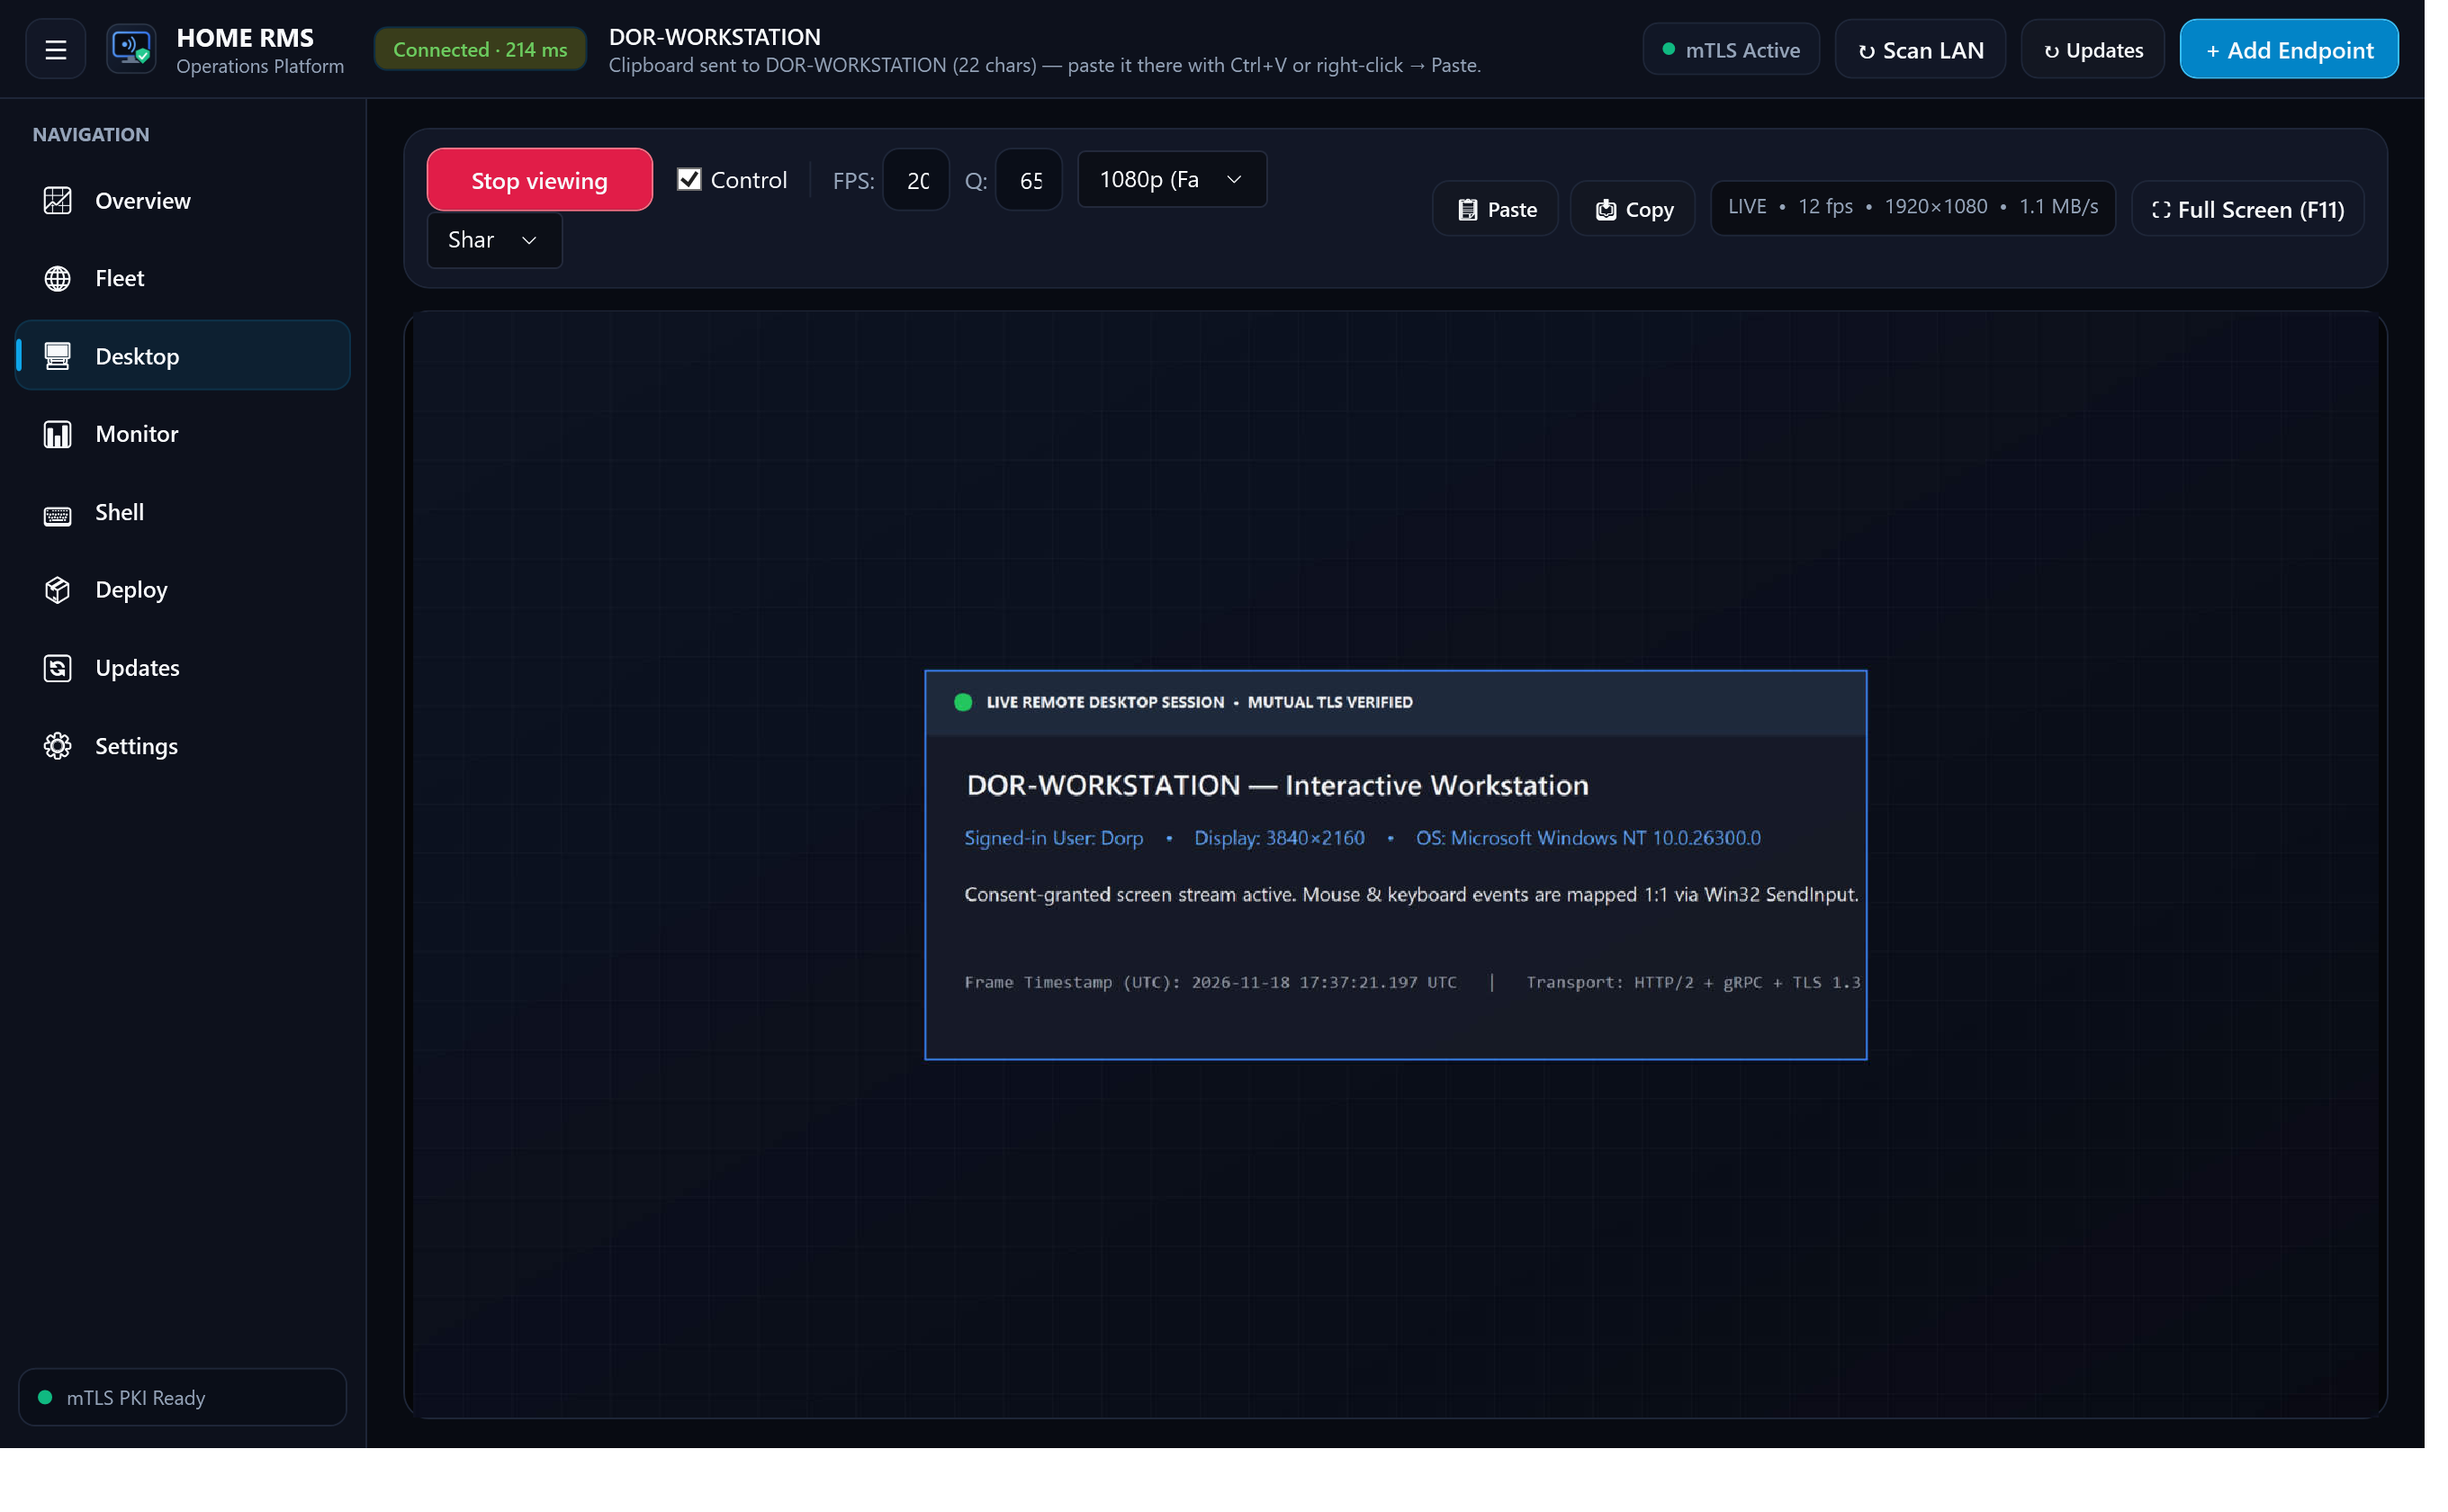 HOME RMS
Operations Platform
Connected · 214 ms
DOR-WORKSTATION
Clipboard sent to DOR-WORKSTATION (22 chars) — paste it there with Ctrl+V or right-click → Paste.
mTLS Active
↻ Scan LAN
↻ Updates
+ Add Endpoint
NAVIGATION
Overview
Fleet
Desktop
Monitor
Shell
Deploy
Updates
Settings
mTLS PKI Ready
Stop viewing
Control
FPS: 20
Q: 65
1080p (Fa
Shar
Paste
Copy
LIVE • 12 fps • 1920×1080 • 1.1 MB/s
Full Screen (F11)
LIVE REMOTE DESKTOP SESSION • MUTUAL TLS VERIFIED
DOR-WORKSTATION — Interactive Workstation
Signed-in User: Dorp • Display: 3840×2160 • OS: Microsoft Windows NT 10.0.26300.0
Consent-granted screen stream active. Mouse & keyboard events are mapped 1:1 via Win32 SendInput.
Frame Timestamp (UTC): 2026-11-18 17:37:21.197 UTC | Transport: HTTP/2 + gRPC + TLS 1.3